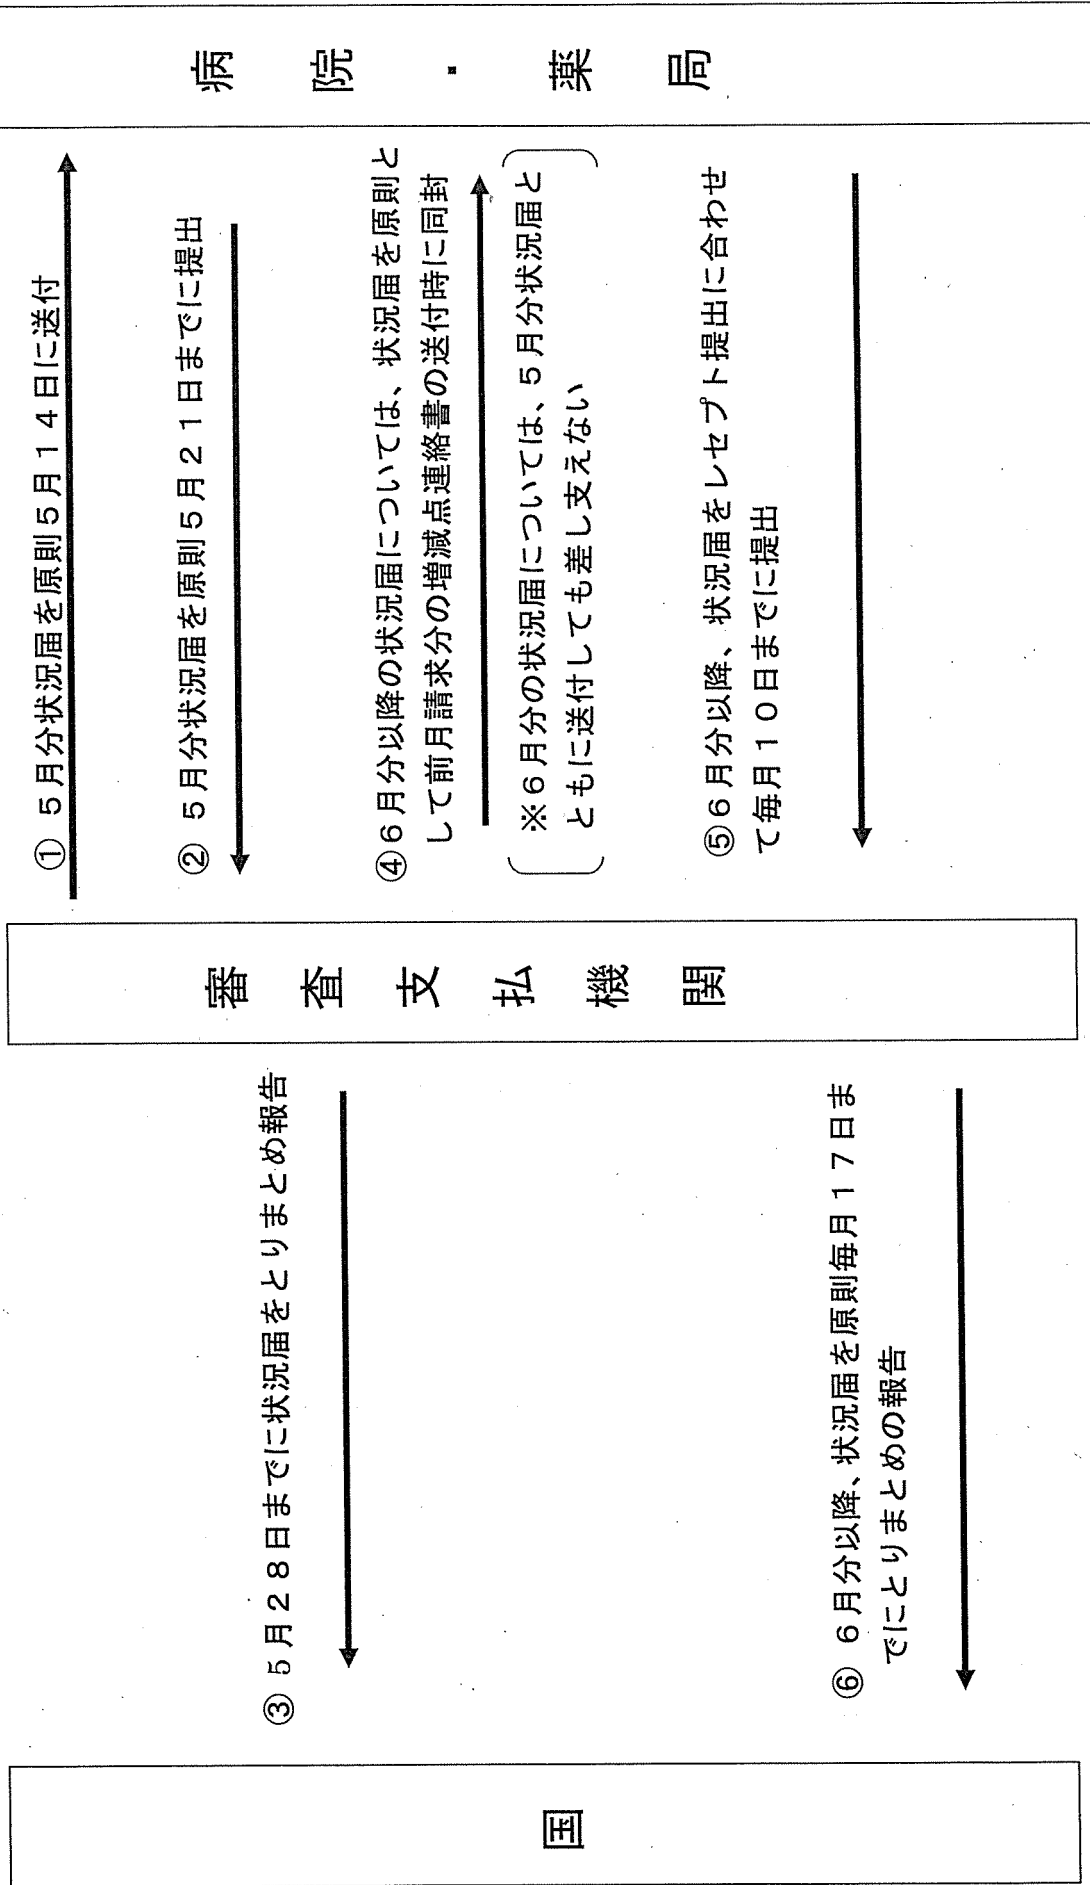 国
審査支払機関
病院・薬局
① ５月分状況届を原則５月１４日に送付
② ５月分状況届を原則５月２１日までに提出
③ ５月２８日までに状況届をとりまとめ報告
④６月分以降の状況届については、状況届を原則と
して前月請求分の増減点連絡書の送付時に同封
※６月分の状況届については、５月分状況届と
ともに送付しても差し支えない
⑤６月分以降、状況届をレセプト提出に合わせ
て毎月１０日までに提出
⑥ ６月分以降、状況届を原則毎月１７日ま
でにとりまとめの報告